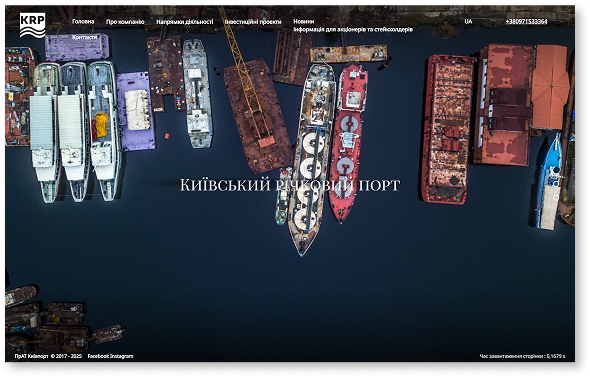 KRP
Головна Про компанію Напрямки діяльності Інвестиційні проекти Новини UA +380971533364
Контакти Інформація для акціонерів та стейкхолдерів
Київський річковий порт
ПрАТ Київпорт © 2017 - 2025 Facebook Instagram Час завантаження сторінки : 0,1679 s